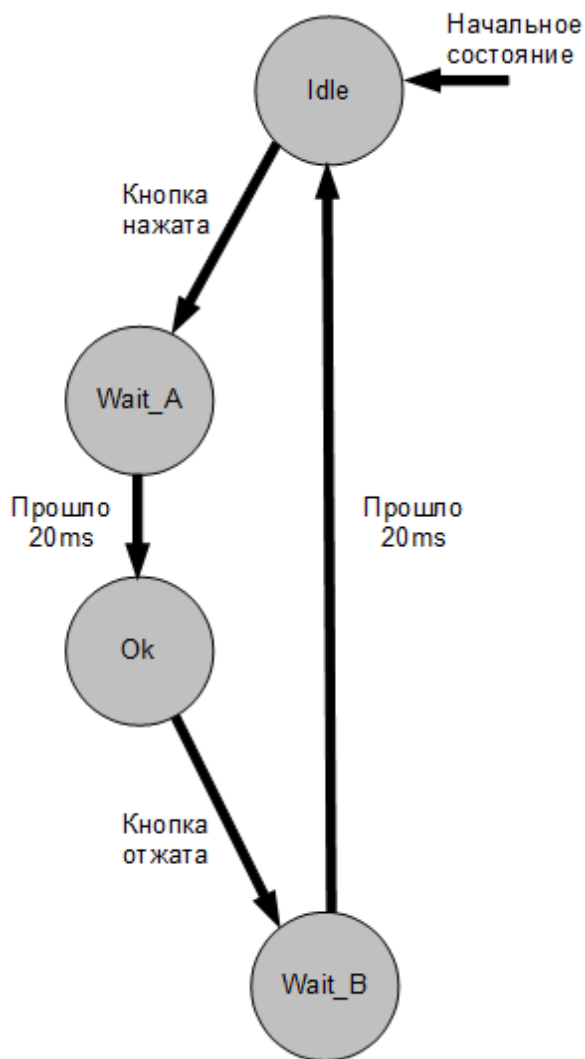 Начальное
состояние
Idle
Кнопка
нажата
Wait_A
Прошло
20ms
Прошло
20ms
Ok
Кнопка
отжата
Wait_B